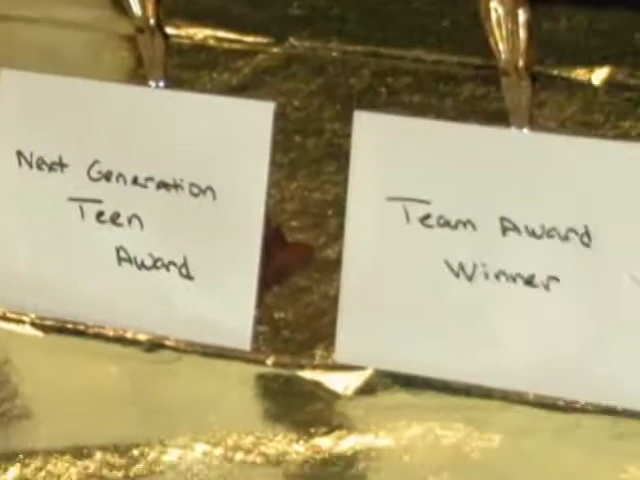 Next Generation
Teen
Award
Team Award
Winner